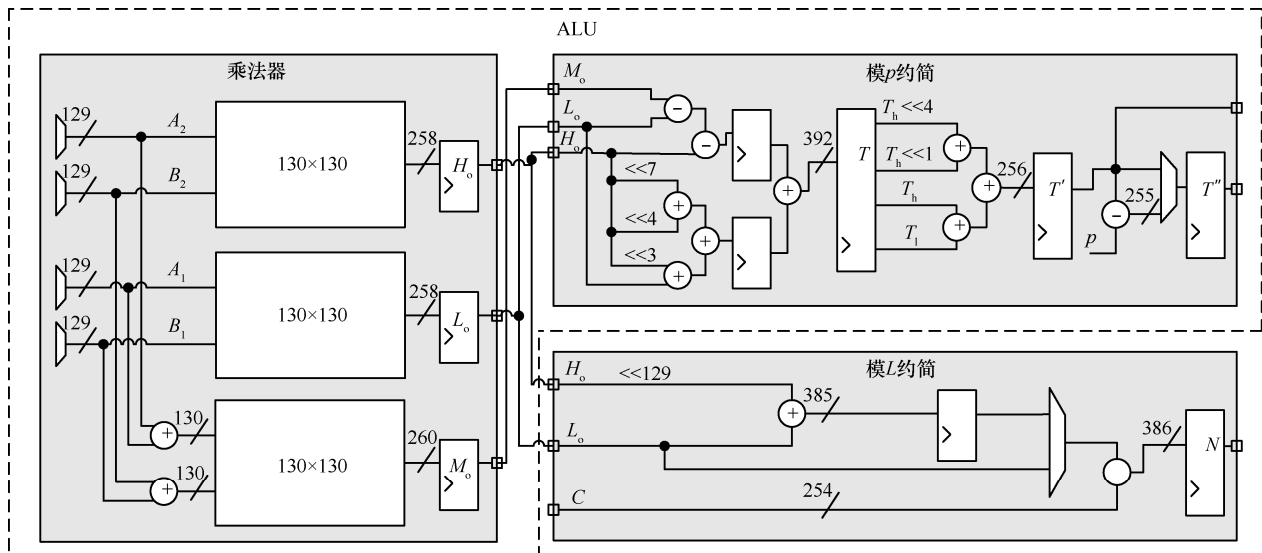 ALU
乘法器
129
A₂
129
B₂
130×130
258
Hₒ
129
A₁
129
B₁
130×130
258
Lₒ
130
130
130×130
260
Mₒ
模p约简
Mₒ
Lₒ
Hₒ
<<7
<<4
<<3
−
−
+
+
+
+
392
T
Tₕ<<4
Tₕ<<1
Tₕ
Tₗ
+
+
+
256
T′
−
p
255
T″
模L约简
Hₒ
<<129
Lₒ
+
385
C
254
386
N
+
+